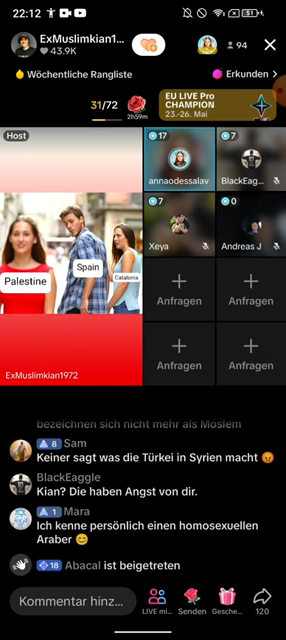 22:12
51
ExMuslimkian1...
43.9K
94
Wöchentliche Rangliste
Erkunden >
31/72
2h59m
EU LIVE Pro
CHAMPION
23.-26. Mai
Host
17
annaodessalav
7
BlackEag...
7
Xeya
0
Andreas J
Palestine
Spain
Catalonia
Anfragen
Anfragen
Anfragen
Anfragen
ExMuslimkian1972
bezeichnen sich nicht mehr als Moslem
8 Sam
Keiner sagt was die Türkei in Syrien macht 😡
BlackEaggle
Kian? Die haben Angst von dir.
1 Mara
Ich kenne persönlich einen homosexuellen
Araber 😊
18 Abacal ist beigetreten
Kommentar hinz...
LIVE mi...
Senden
Gesche...
120